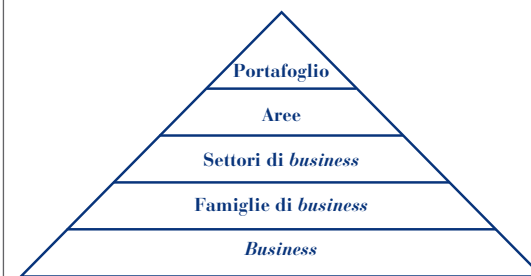 Portafoglio
Aree
Settori di business
Famiglie di business
Business